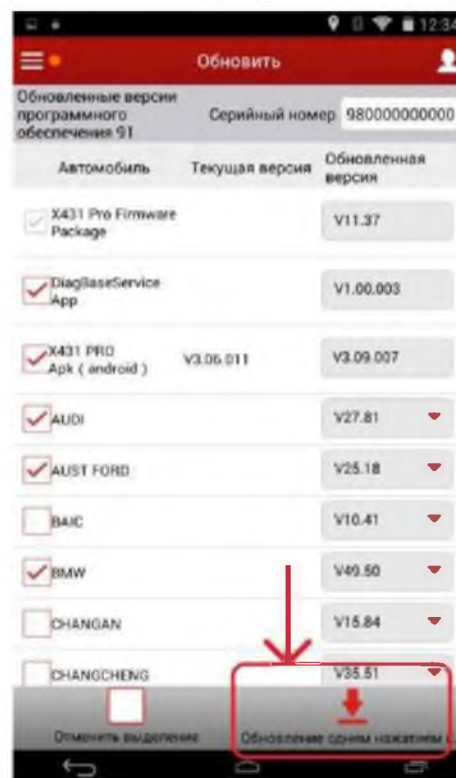 12:34
Обновить
Обновленные версии
программного
обеспечения 91
Серийный номер 980000000000
Автомобиль Текущая версия Обновленная
версия
X431 Pro Firmware
Package
V11.37
DiagBaseService
App
V1.00.003
X431 PRO
Apk ( android )
V3.06.011
V3.09.007
AUDI V27.81
AUST FORD V25.18
BAIC V10.41
BMW V49.50
CHANGAN V15.84
CHANGCHENG V35.51
Отменить выделение Обновление одним нажатием